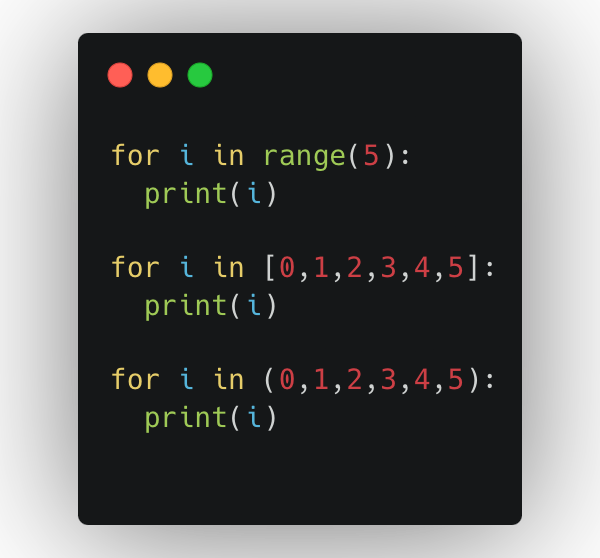 for i in range(5):
  print(i)
for i in [0,1,2,3,4,5]:
  print(i)
for i in (0,1,2,3,4,5):
  print(i)